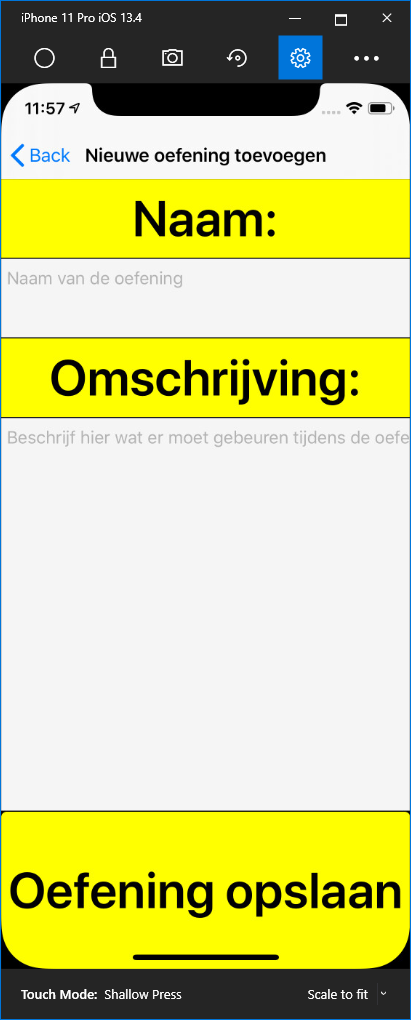 iPhone 11 Pro iOS 13.4
11:57
Back Nieuwe oefening toevoegen
Naam:
Naam van de oefening
Omschrijving:
Beschrijf hier wat er moet gebeuren tijdens de oefe
Oefening opslaan
Touch Mode: Shallow Press Scale to fit